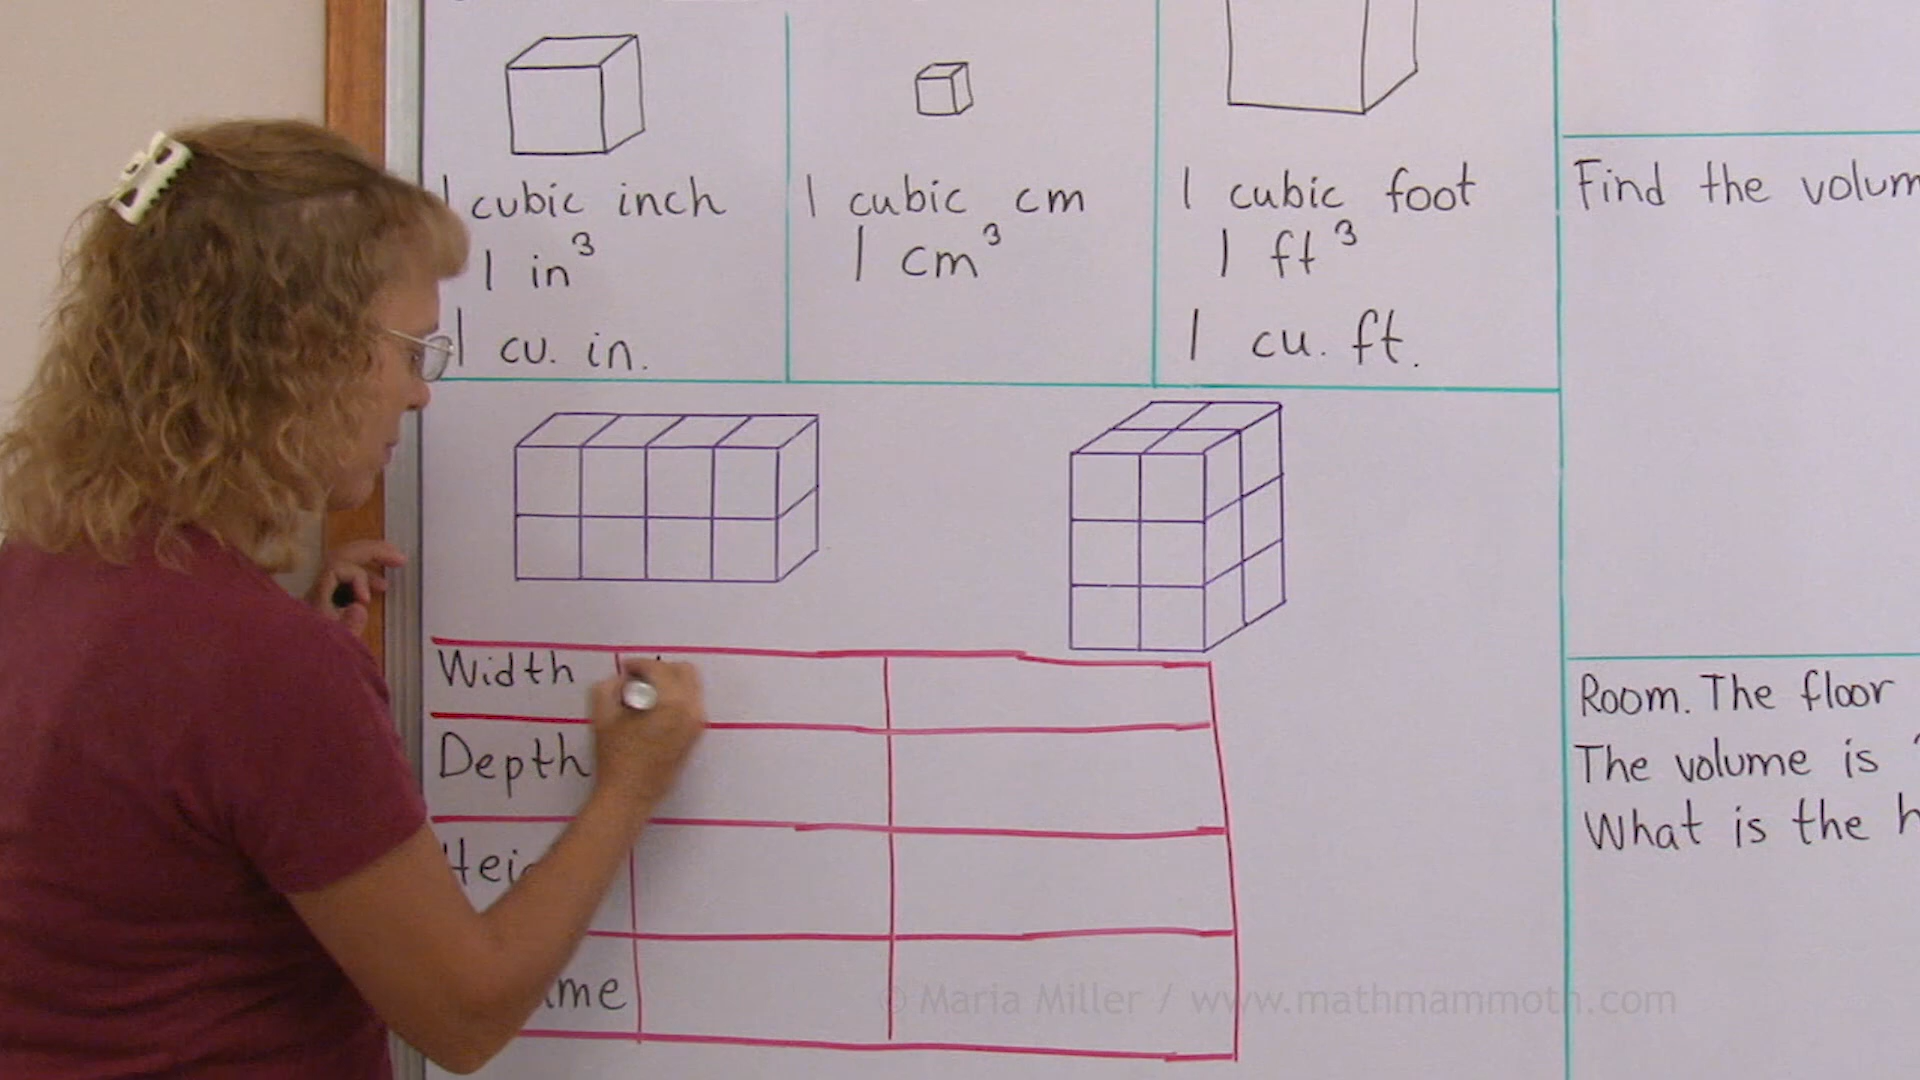 1 cubic inch
1 in³
1 cu. in.
1 cubic cm
1 cm³
1 cubic foot
1 ft³
1 cu. ft.
Find the
Width
Depth
Room. The floor
The volume is
What is the
© Maria Miller / www.mathmammoth.com